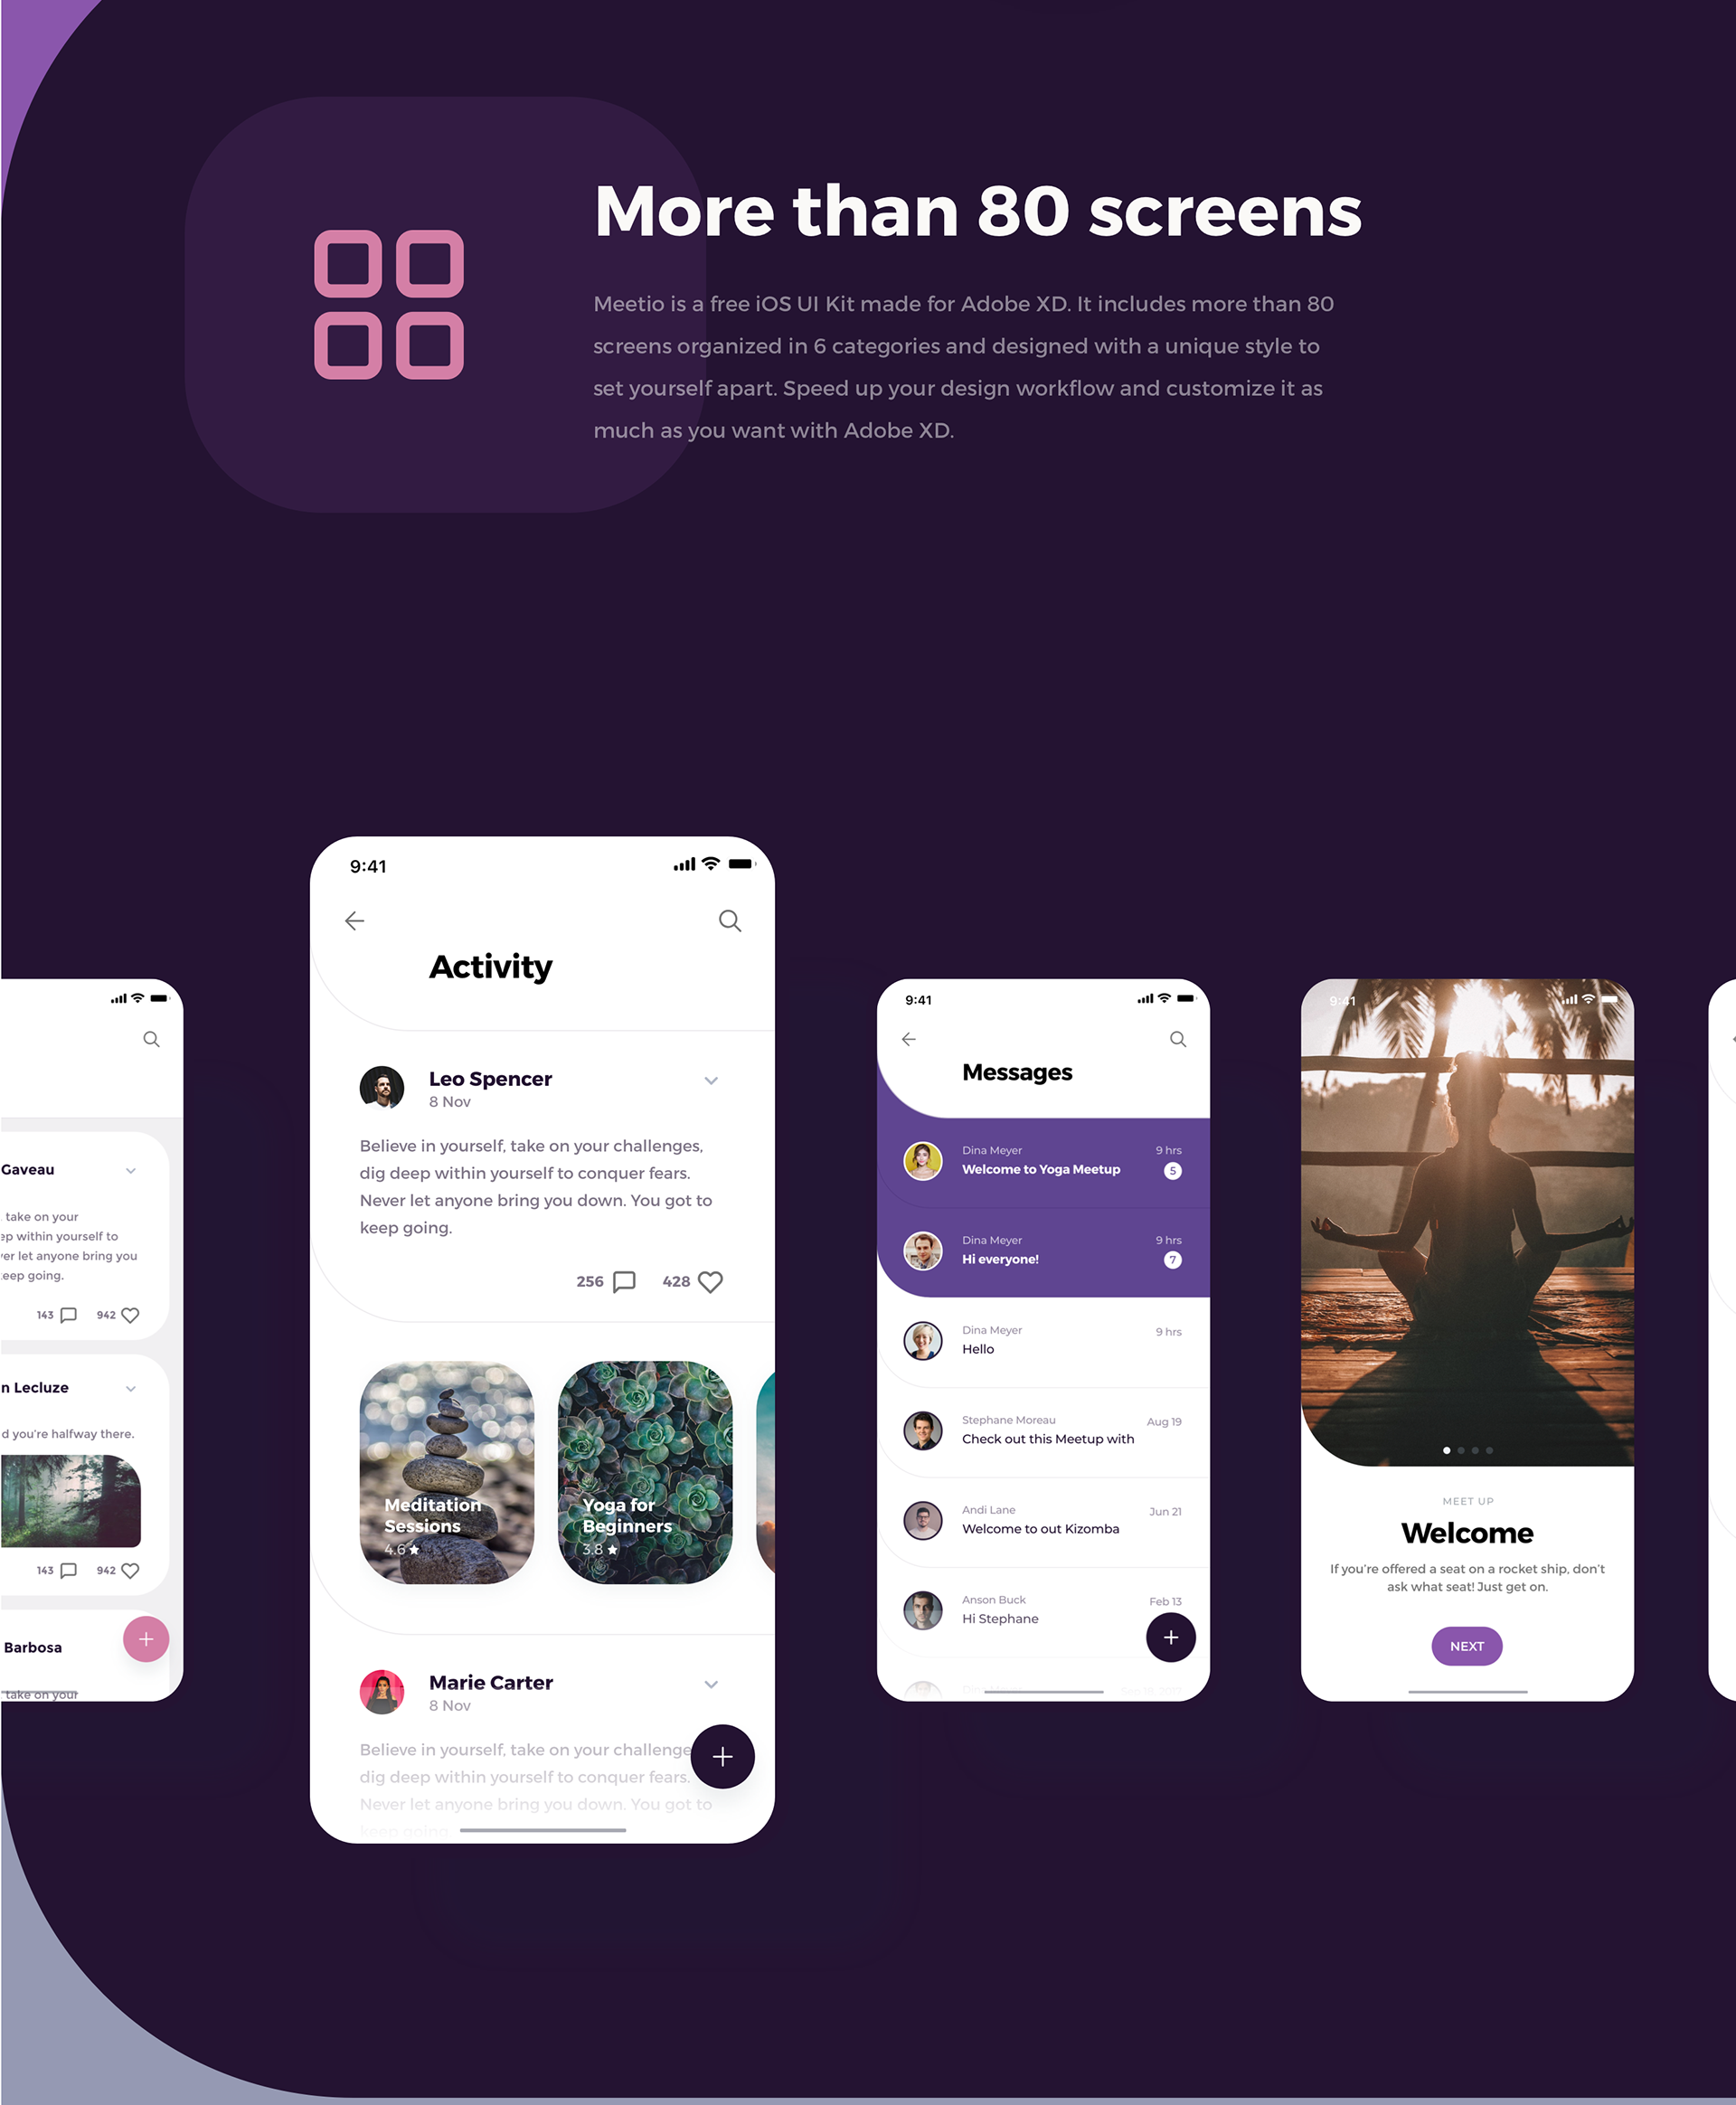 More than 80 screens
Meetio is a free iOS UI Kit made for Adobe XD. It includes more than 80
screens organized in 6 categories and designed with a unique style to
set yourself apart. Speed up your design workflow and customize it as
much as you want with Adobe XD.
Gaveau
take on your
ep within yourself to
er let anyone bring you
eep going.
143 942
n Lecluze
d you're halfway there.
143 942
Barbosa
take on your
9:41
Activity
Leo Spencer
8 Nov
Believe in yourself, take on your challenges,
dig deep within yourself to conquer fears.
Never let anyone bring you down. You got to
keep going.
256 428
Meditation
Sessions
4.6
Yoga for
Beginners
3.8
Marie Carter
8 Nov
Believe in yourself, take on your challenge
dig deep within yourself to conquer fears.
Never let anyone bring you down. You got to
keep going.
9:41
Messages
Dina Meyer 9 hrs
Welcome to Yoga Meetup 5
Dina Meyer 9 hrs
Hi everyone! 7
Dina Meyer 9 hrs
Hello
Stephane Moreau Aug 19
Check out this Meetup with
Andi Lane Jun 21
Welcome to out Kizomba
Anson Buck Feb 13
Hi Stephane
9:41
MEET UP
Welcome
If you're offered a seat on a rocket ship, don't
ask what seat! Just get on.
NEXT